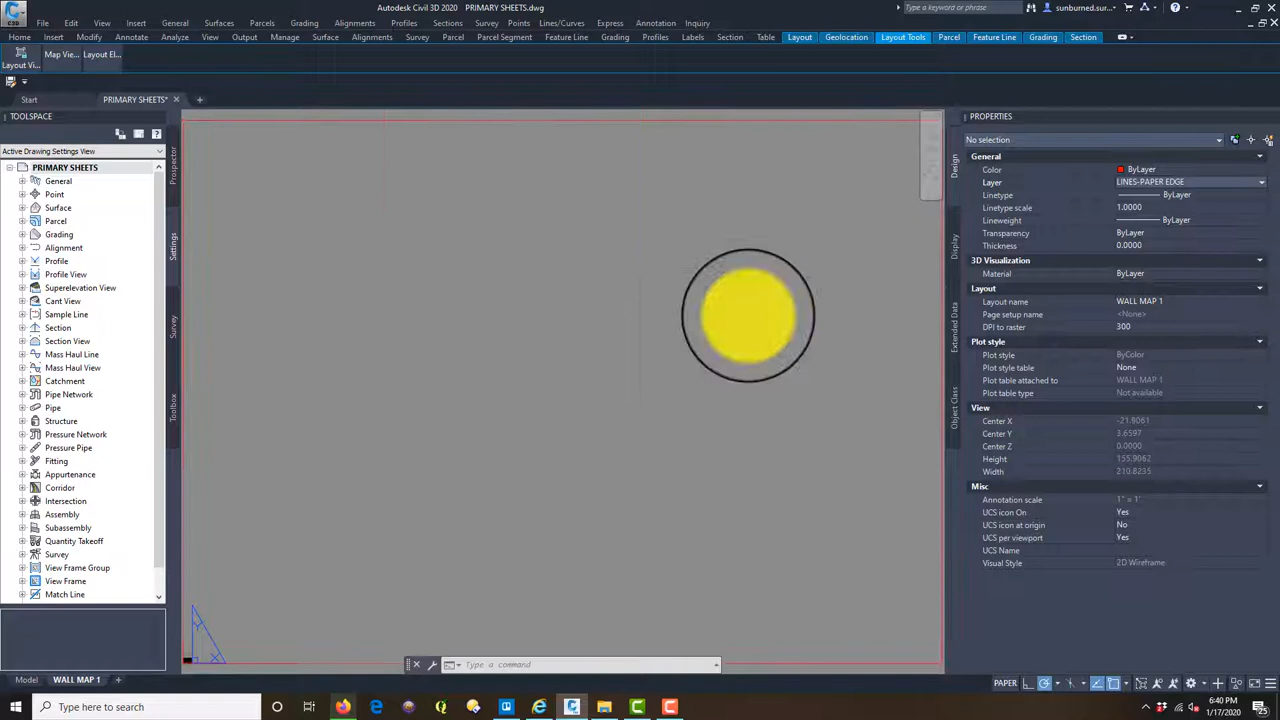 Autodesk Civil 3D 2020 PRIMARY SHEETS.dwg
Type a keyword or phrase
sunburned.sur...
File Edit View Insert General Surfaces Parcels Grading Alignments Profiles Sections Survey Points Lines/Curves Express Annotation Inquiry
Home Insert Modify Annotate Analyze View Output Manage Surface Alignments Survey Parcel Parcel Segment Feature Line Grading Profiles Labels Section Table Layout Geolocation Layout Tools Parcel Feature Line Grading Section
Layout Vi... Map Vie... Layout El...
Start PRIMARY SHEETS*
TOOLSPACE
Active Drawing Settings View
PRIMARY SHEETS
General
Point
Surface
Parcel
Grading
Alignment
Profile
Profile View
Superelevation View
Cant View
Sample Line
Section
Section View
Mass Haul Line
Mass Haul View
Catchment
Pipe Network
Pipe
Structure
Pressure Network
Pressure Pipe
Fitting
Appurtenance
Corridor
Intersection
Assembly
Subassembly
Quantity Takeoff
Survey
View Frame Group
View Frame
Match Line
Prospector
Settings
Survey
Toolbox
Y
X
Type a command
Design
Display
Extended Data
Object Class
PROPERTIES
No selection
General
Color ByLayer
Layer LINES-PAPER EDGE
Linetype ByLayer
Linetype scale 1.0000
Lineweight ByLayer
Transparency ByLayer
Thickness 0.0000
3D Visualization
Material ByLayer
Layout
Layout name WALL MAP 1
Page setup name <None>
DPI to raster 300
Plot style
Plot style ByColor
Plot style table None
Plot table attached to WALL MAP 1
Plot table type Not available
View
Center X -21.8061
Center Y 3.6597
Center Z 0.0000
Height 155.9062
Width 210.8235
Misc
Annotation scale 1" = 1'
UCS icon On Yes
UCS icon at origin No
UCS per viewport Yes
UCS Name
Visual Style 2D Wireframe
Model WALL MAP 1
PAPER
Type here to search
6:40 PM
1/17/2020